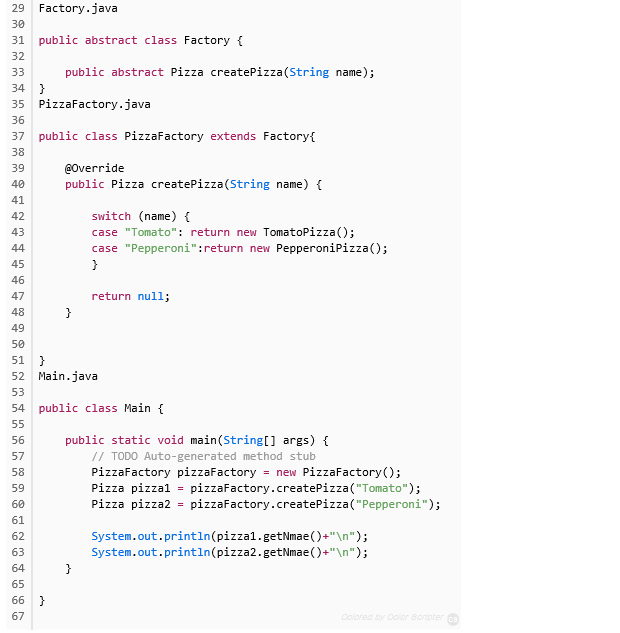 29 Factory.java
30
31 public abstract class Factory {
32
33     public abstract Pizza createPizza(String name);
34 }
35 PizzaFactory.java
36
37 public class PizzaFactory extends Factory{
38
39     @Override
40     public Pizza createPizza(String name) {
41
42         switch (name) {
43         case "Tomato": return new TomatoPizza();
44         case "Pepperoni":return new PepperoniPizza();
45         }
46
47         return null;
48     }
49
50
51 }
52 Main.java
53
54 public class Main {
55
56     public static void main(String[] args) {
57         // TODO Auto-generated method stub
58         PizzaFactory pizzaFactory = new PizzaFactory();
59         Pizza pizza1 = pizzaFactory.createPizza("Tomato");
60         Pizza pizza2 = pizzaFactory.createPizza("Pepperoni");
61
62         System.out.println(pizza1.getNmae()+"\n");
63         System.out.println(pizza2.getNmae()+"\n");
64     }
65
66 }
67
Colored by Color Scripter cs